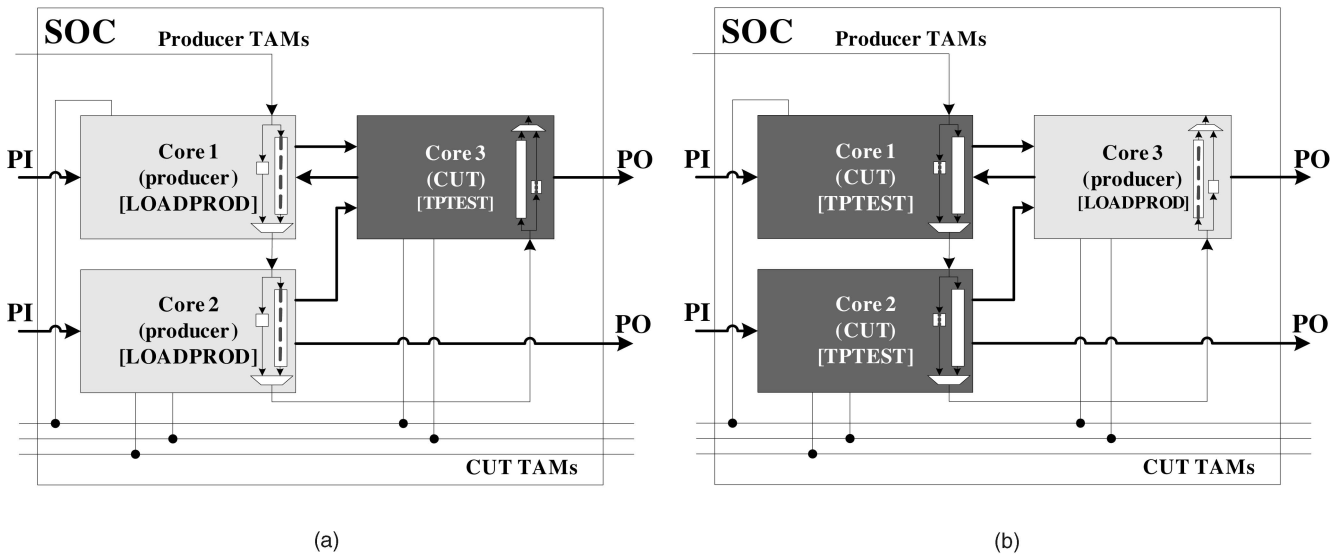 SOC
Producer TAMs
PI
Core 1
(producer)
[LOADPROD]
Core 3
(CUT)
[TPTEST]
PO
PI
Core 2
(producer)
[LOADPROD]
PO
CUT TAMs
(a)
SOC
Producer TAMs
PI
Core 1
(CUT)
[TPTEST]
Core 3
(producer)
[LOADPROD]
PO
PI
Core 2
(CUT)
[TPTEST]
PO
CUT TAMs
(b)